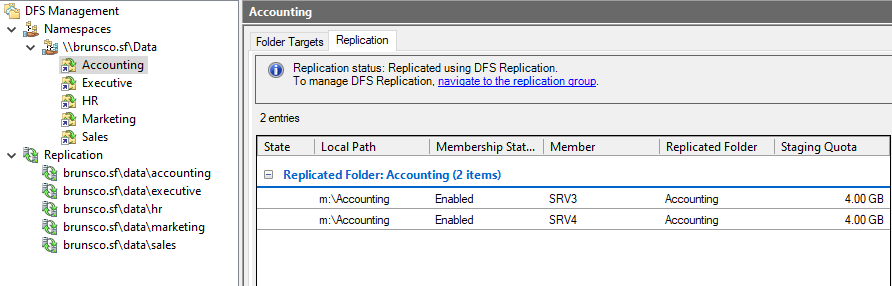 DFS Management
Namespaces
\\brunsco.sf\Data
Accounting
Executive
HR
Marketing
Sales
Replication
brunsco.sf\data\accounting
brunsco.sf\data\executive
brunsco.sf\data\hr
brunsco.sf\data\marketing
brunsco.sf\data\sales
Accounting
Folder Targets Replication
Replication status: Replicated using DFS Replication.
To manage DFS Replication, navigate to the replication group.
2 entries
State Local Path Membership Stat... Member Replicated Folder Staging Quota
Replicated Folder: Accounting (2 items)
m:\Accounting Enabled SRV3 Accounting 4.00 GB
m:\Accounting Enabled SRV4 Accounting 4.00 GB